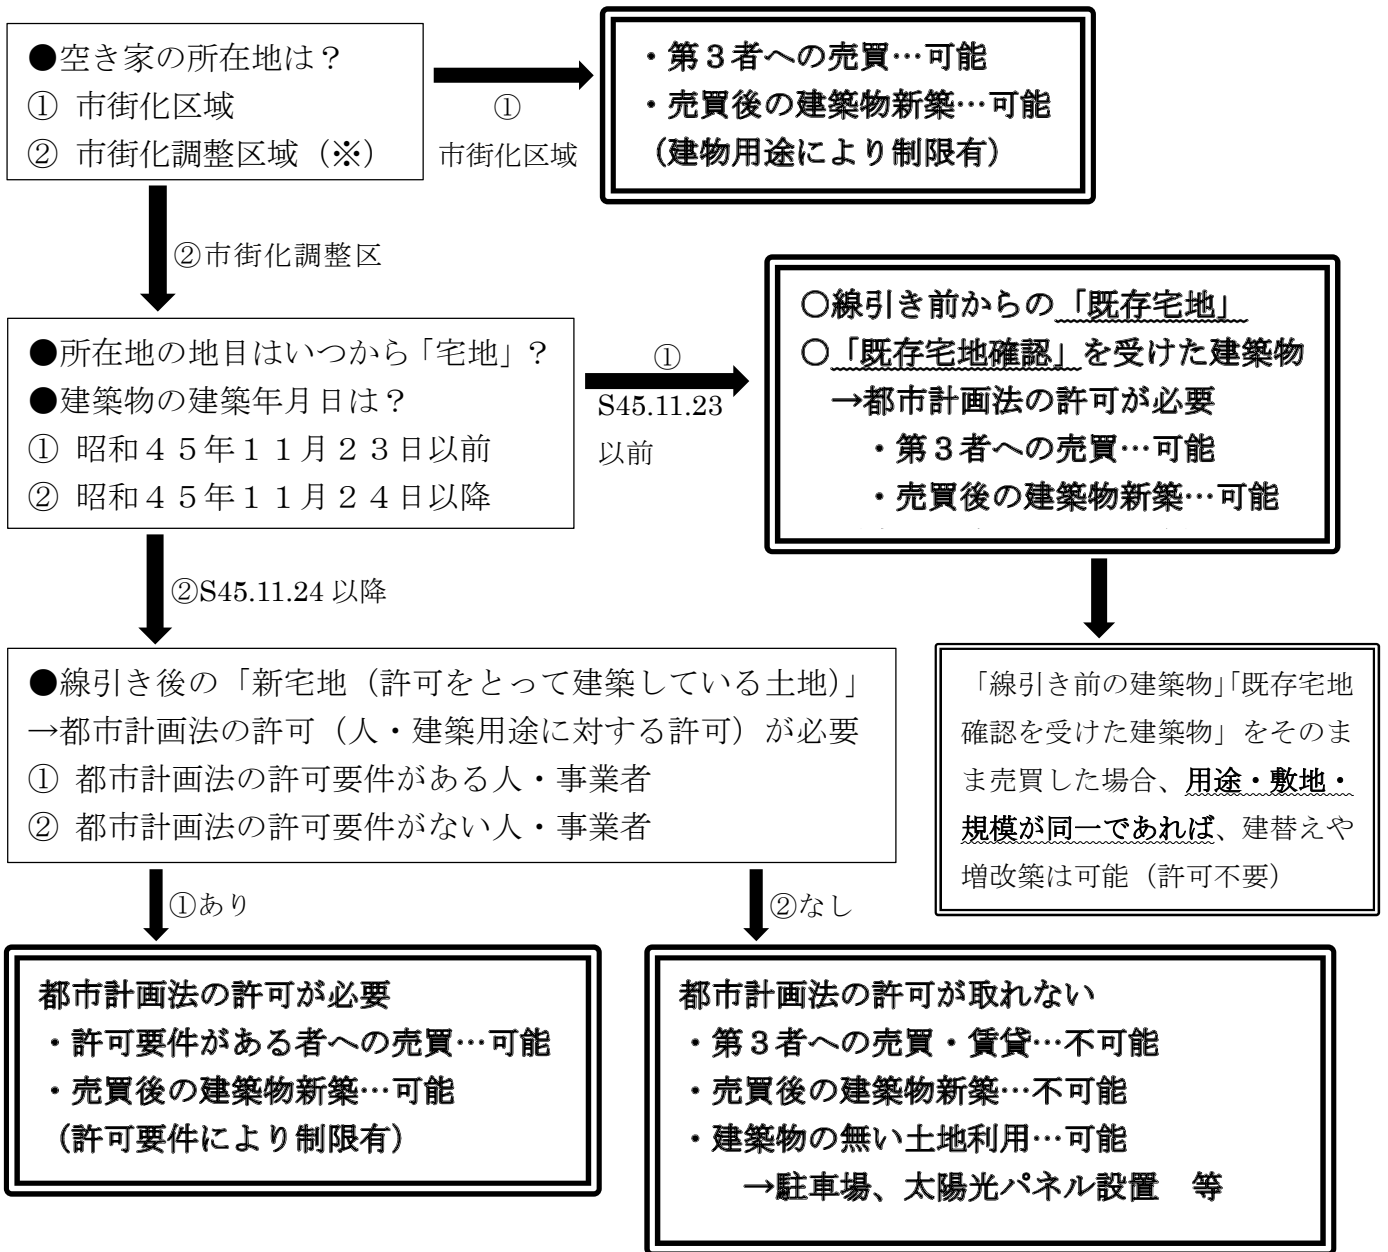 ●空き家の所在地は？
① 市街化区域
② 市街化調整区域（※）
①
市街化区域
・第３者への売買…可能
・売買後の建築物新築…可能
（建物用途により制限有）
②市街化調整区
●所在地の地目はいつから「宅地」？
●建築物の建築年月日は？
① 昭和４５年１１月２３日以前
② 昭和４５年１１月２４日以降
①
S45.11.23
以前
○線引き前からの「既存宅地」
○「既存宅地確認」を受けた建築物
→都市計画法の許可が必要
・第３者への売買…可能
・売買後の建築物新築…可能
②S45.11.24 以降
●線引き後の「新宅地（許可をとって建築している土地）」
→都市計画法の許可（人・建築用途に対する許可）が必要
① 都市計画法の許可要件がある人・事業者
② 都市計画法の許可要件がない人・事業者
「線引き前の建築物」「既存宅地
確認を受けた建築物」をそのま
ま売買した場合、用途・敷地・
規模が同一であれば、建替えや
増改築は可能（許可不要）
①あり
②なし
都市計画法の許可が必要
・許可要件がある者への売買…可能
・売買後の建築物新築…可能
（許可要件により制限有）
都市計画法の許可が取れない
・第３者への売買・賃貸…不可能
・売買後の建築物新築…不可能
・建築物の無い土地利用…可能
→駐車場、太陽光パネル設置　等